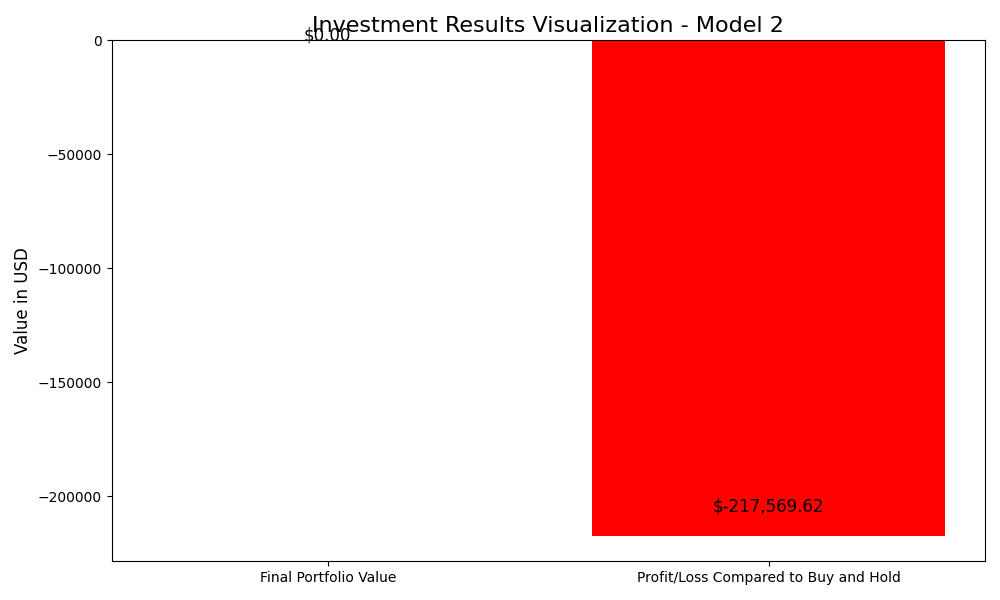 Investment Results Visualization - Model 2
$0.00
0
−50000
−100000
−150000
−200000
Value in USD
$-217,569.62
Final Portfolio Value
Profit/Loss Compared to Buy and Hold